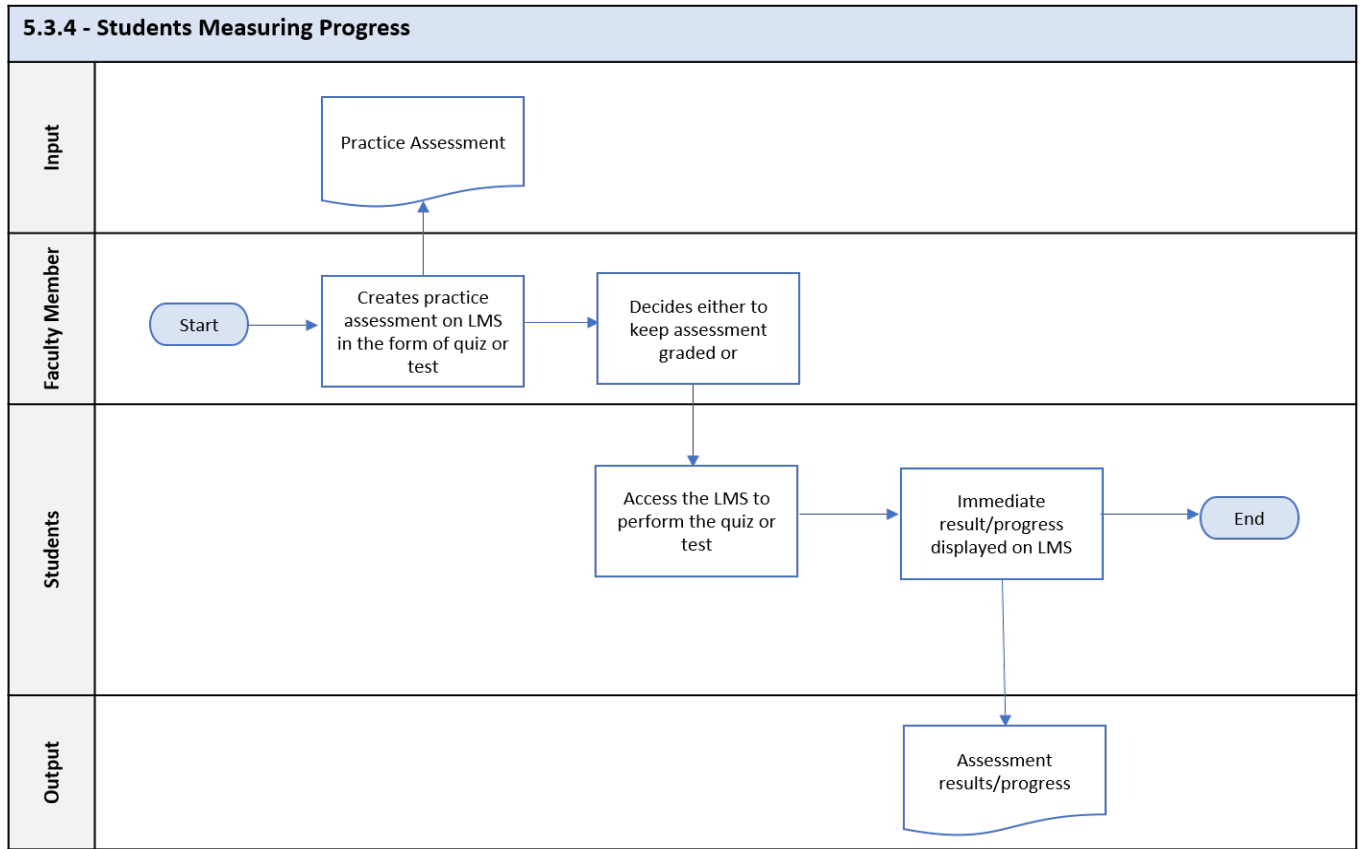 5.3.4 - Students Measuring Progress
Input
Practice Assessment
Faculty Member
Start
Creates practice
assessment on LMS
in the form of quiz or
test
Decides either to
keep assessment
graded or
Students
Access the LMS to
perform the quiz or
test
Immediate
result/progress
displayed on LMS
End
Output
Assessment
results/progress